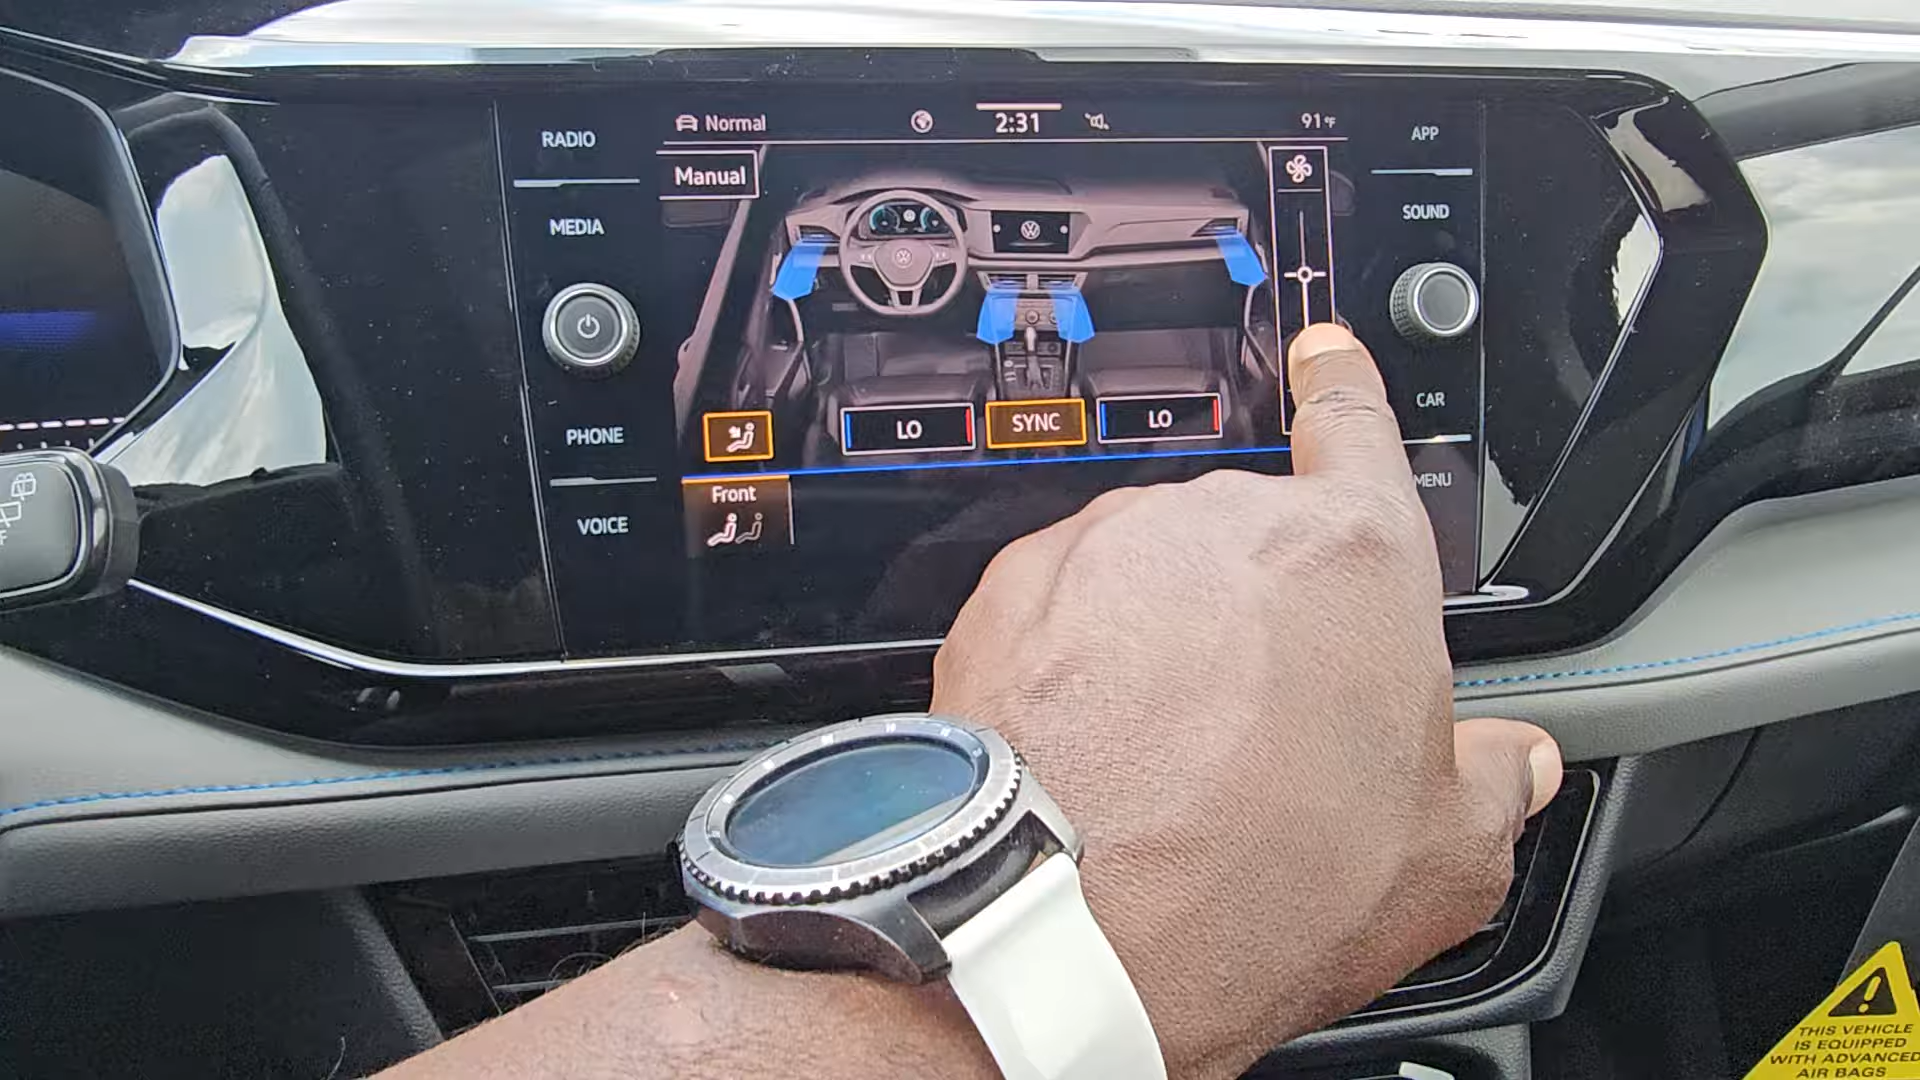 Normal
2:31
91°F
Manual
RADIO
MEDIA
PHONE
VOICE
LO
SYNC
LO
Front
APP
SOUND
CAR
MENU
THIS VEHICLE
IS EQUIPPED
WITH ADVANCED
AIR BAGS